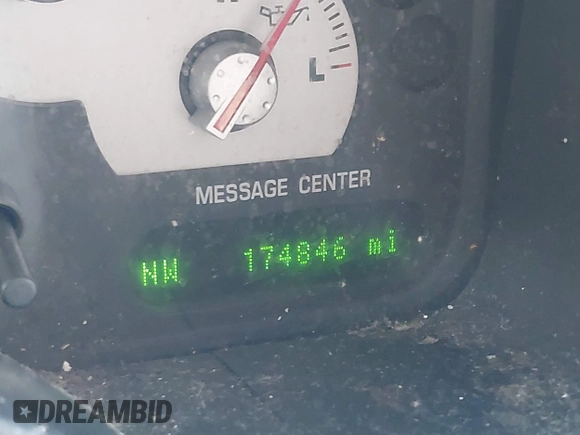 L
MESSAGE CENTER
NW 174846 mi
DREAMBID